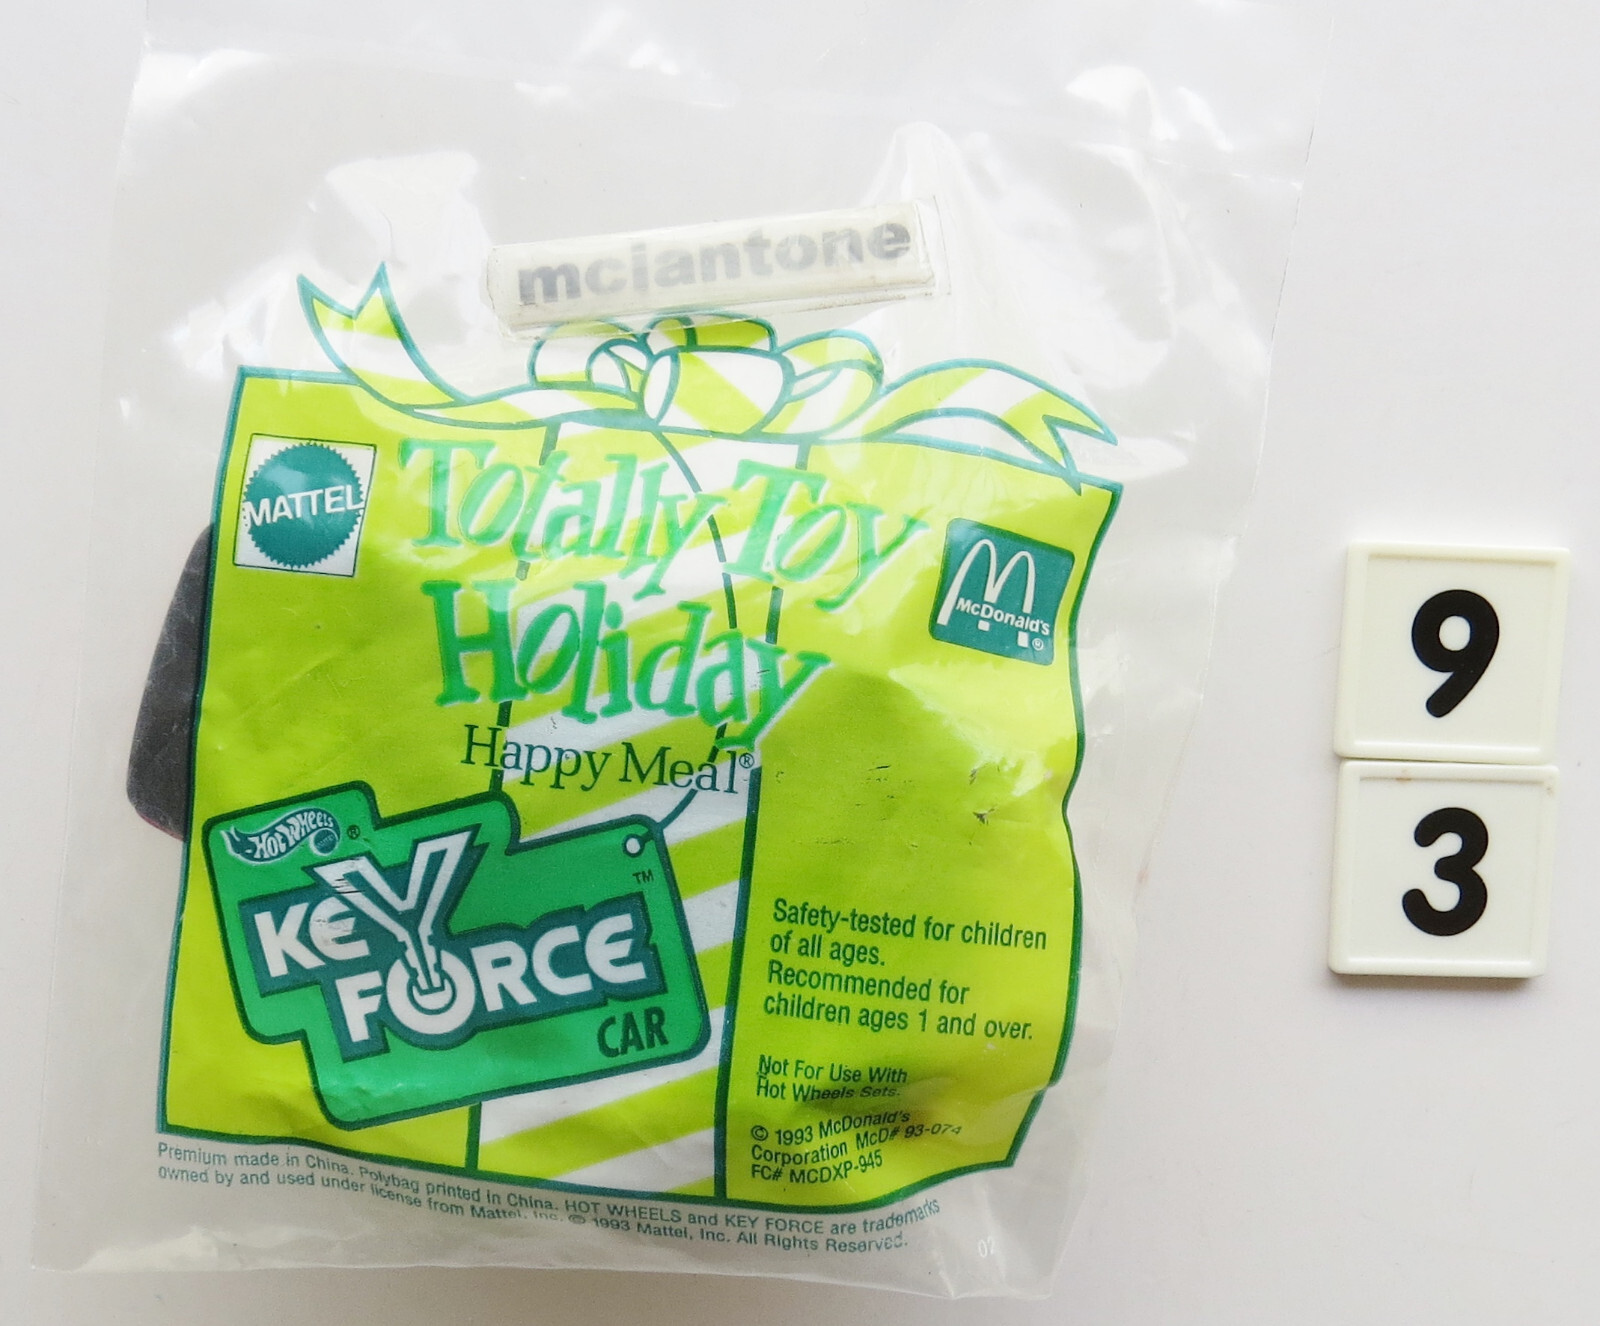 mciantone
MATTEL
Totally Toy
Holiday
Happy Meal®
McDonald's
®
HOT WHEELS ®
KEY
FORCE
TM
CAR
Safety-tested for children
of all ages.
Recommended for
children ages 1 and over.
Not For Use With
Hot Wheels Sets.
© 1993 McDonald's
Corporation McD# 93-074
FC# MCDXP-945
Premium made in China. Polybag printed in China. HOT WHEELS and KEY FORCE are trademarks
owned by and used under license from Mattel, Inc. © 1993 Mattel, Inc. All Rights Reserved.
02
9
3